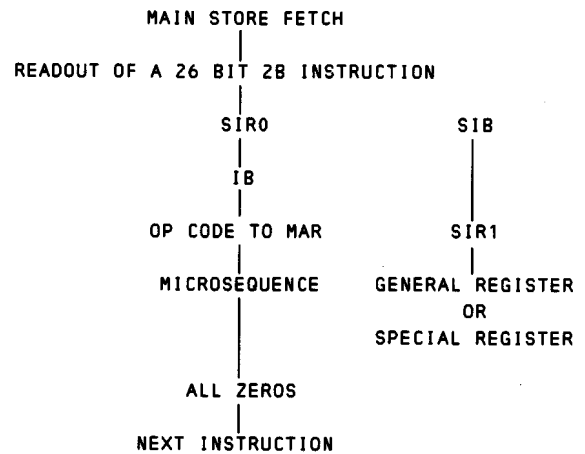 MAIN STORE FETCH
READOUT OF A 26 BIT 2B INSTRUCTION
SIR0 SIB
IB
OP CODE TO MAR SIR1
MICROSEQUENCE GENERAL REGISTER
OR
SPECIAL REGISTER
ALL ZEROS
NEXT INSTRUCTION